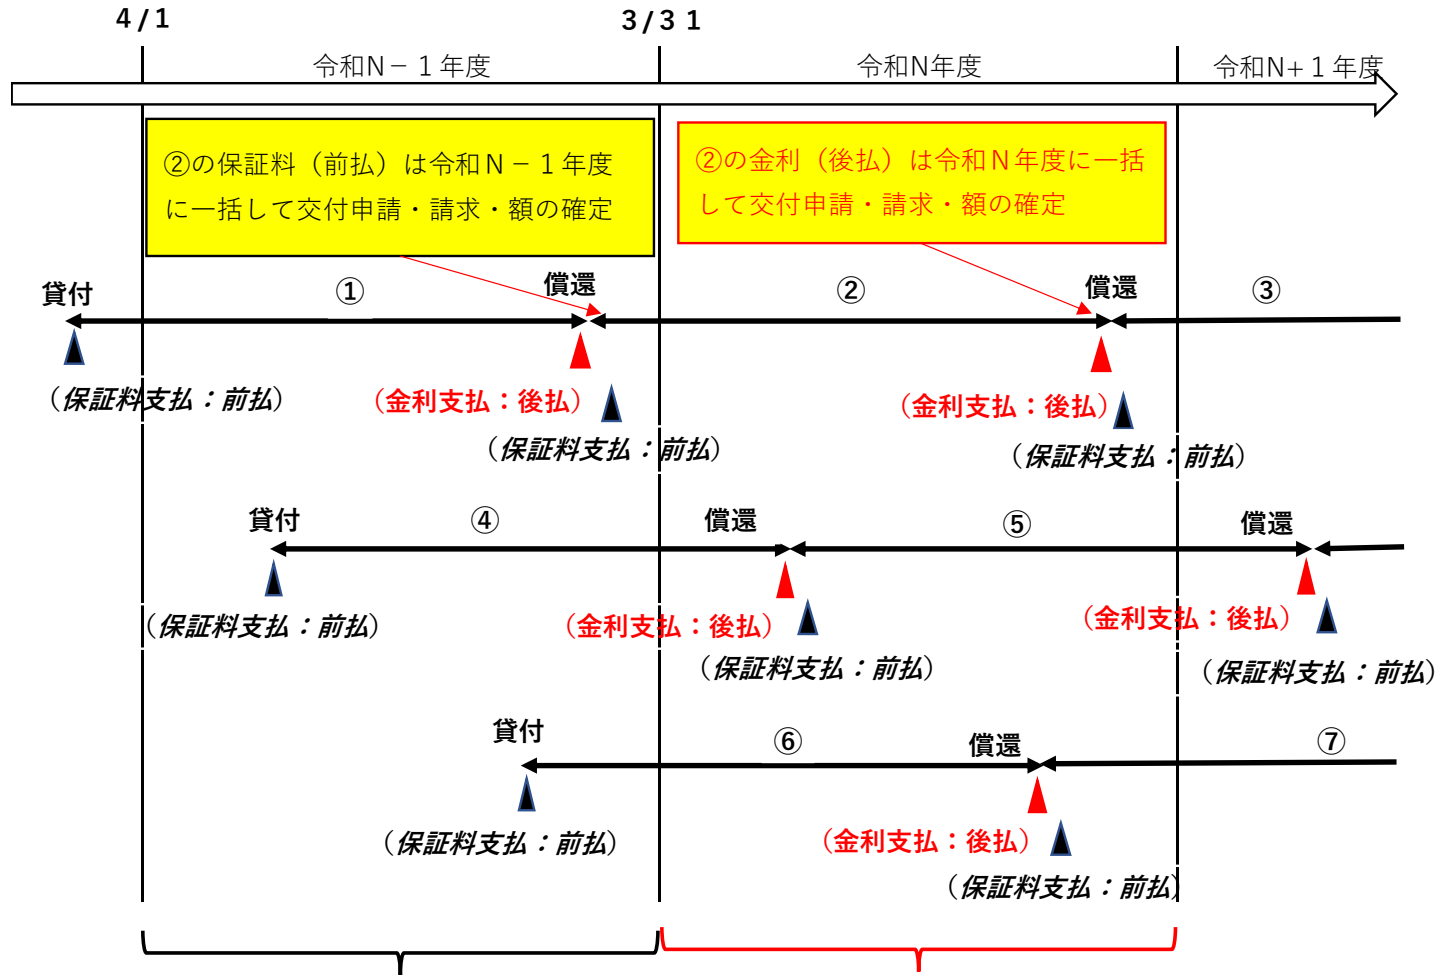 4/1
3/31
令和N－１年度
令和N年度
令和N+１年度
②の保証料（前払）は令和Ｎ－１年度
に一括して交付申請・請求・額の確定
②の金利（後払）は令和Ｎ年度に一括
して交付申請・請求・額の確定
貸付
①
償還
②
償還
③
（保証料支払：前払）
（金利支払：後払）
（金利支払：後払）
（保証料支払：前払）
（保証料支払：前払）
貸付
④
償還
⑤
償還
（保証料支払：前払）
（金利支払：後払）
（金利支払：後払）
（保証料支払：前払）
（保証料支払：前払）
貸付
⑥
償還
⑦
（保証料支払：前払）
（金利支払：後払）
（保証料支払：前払）